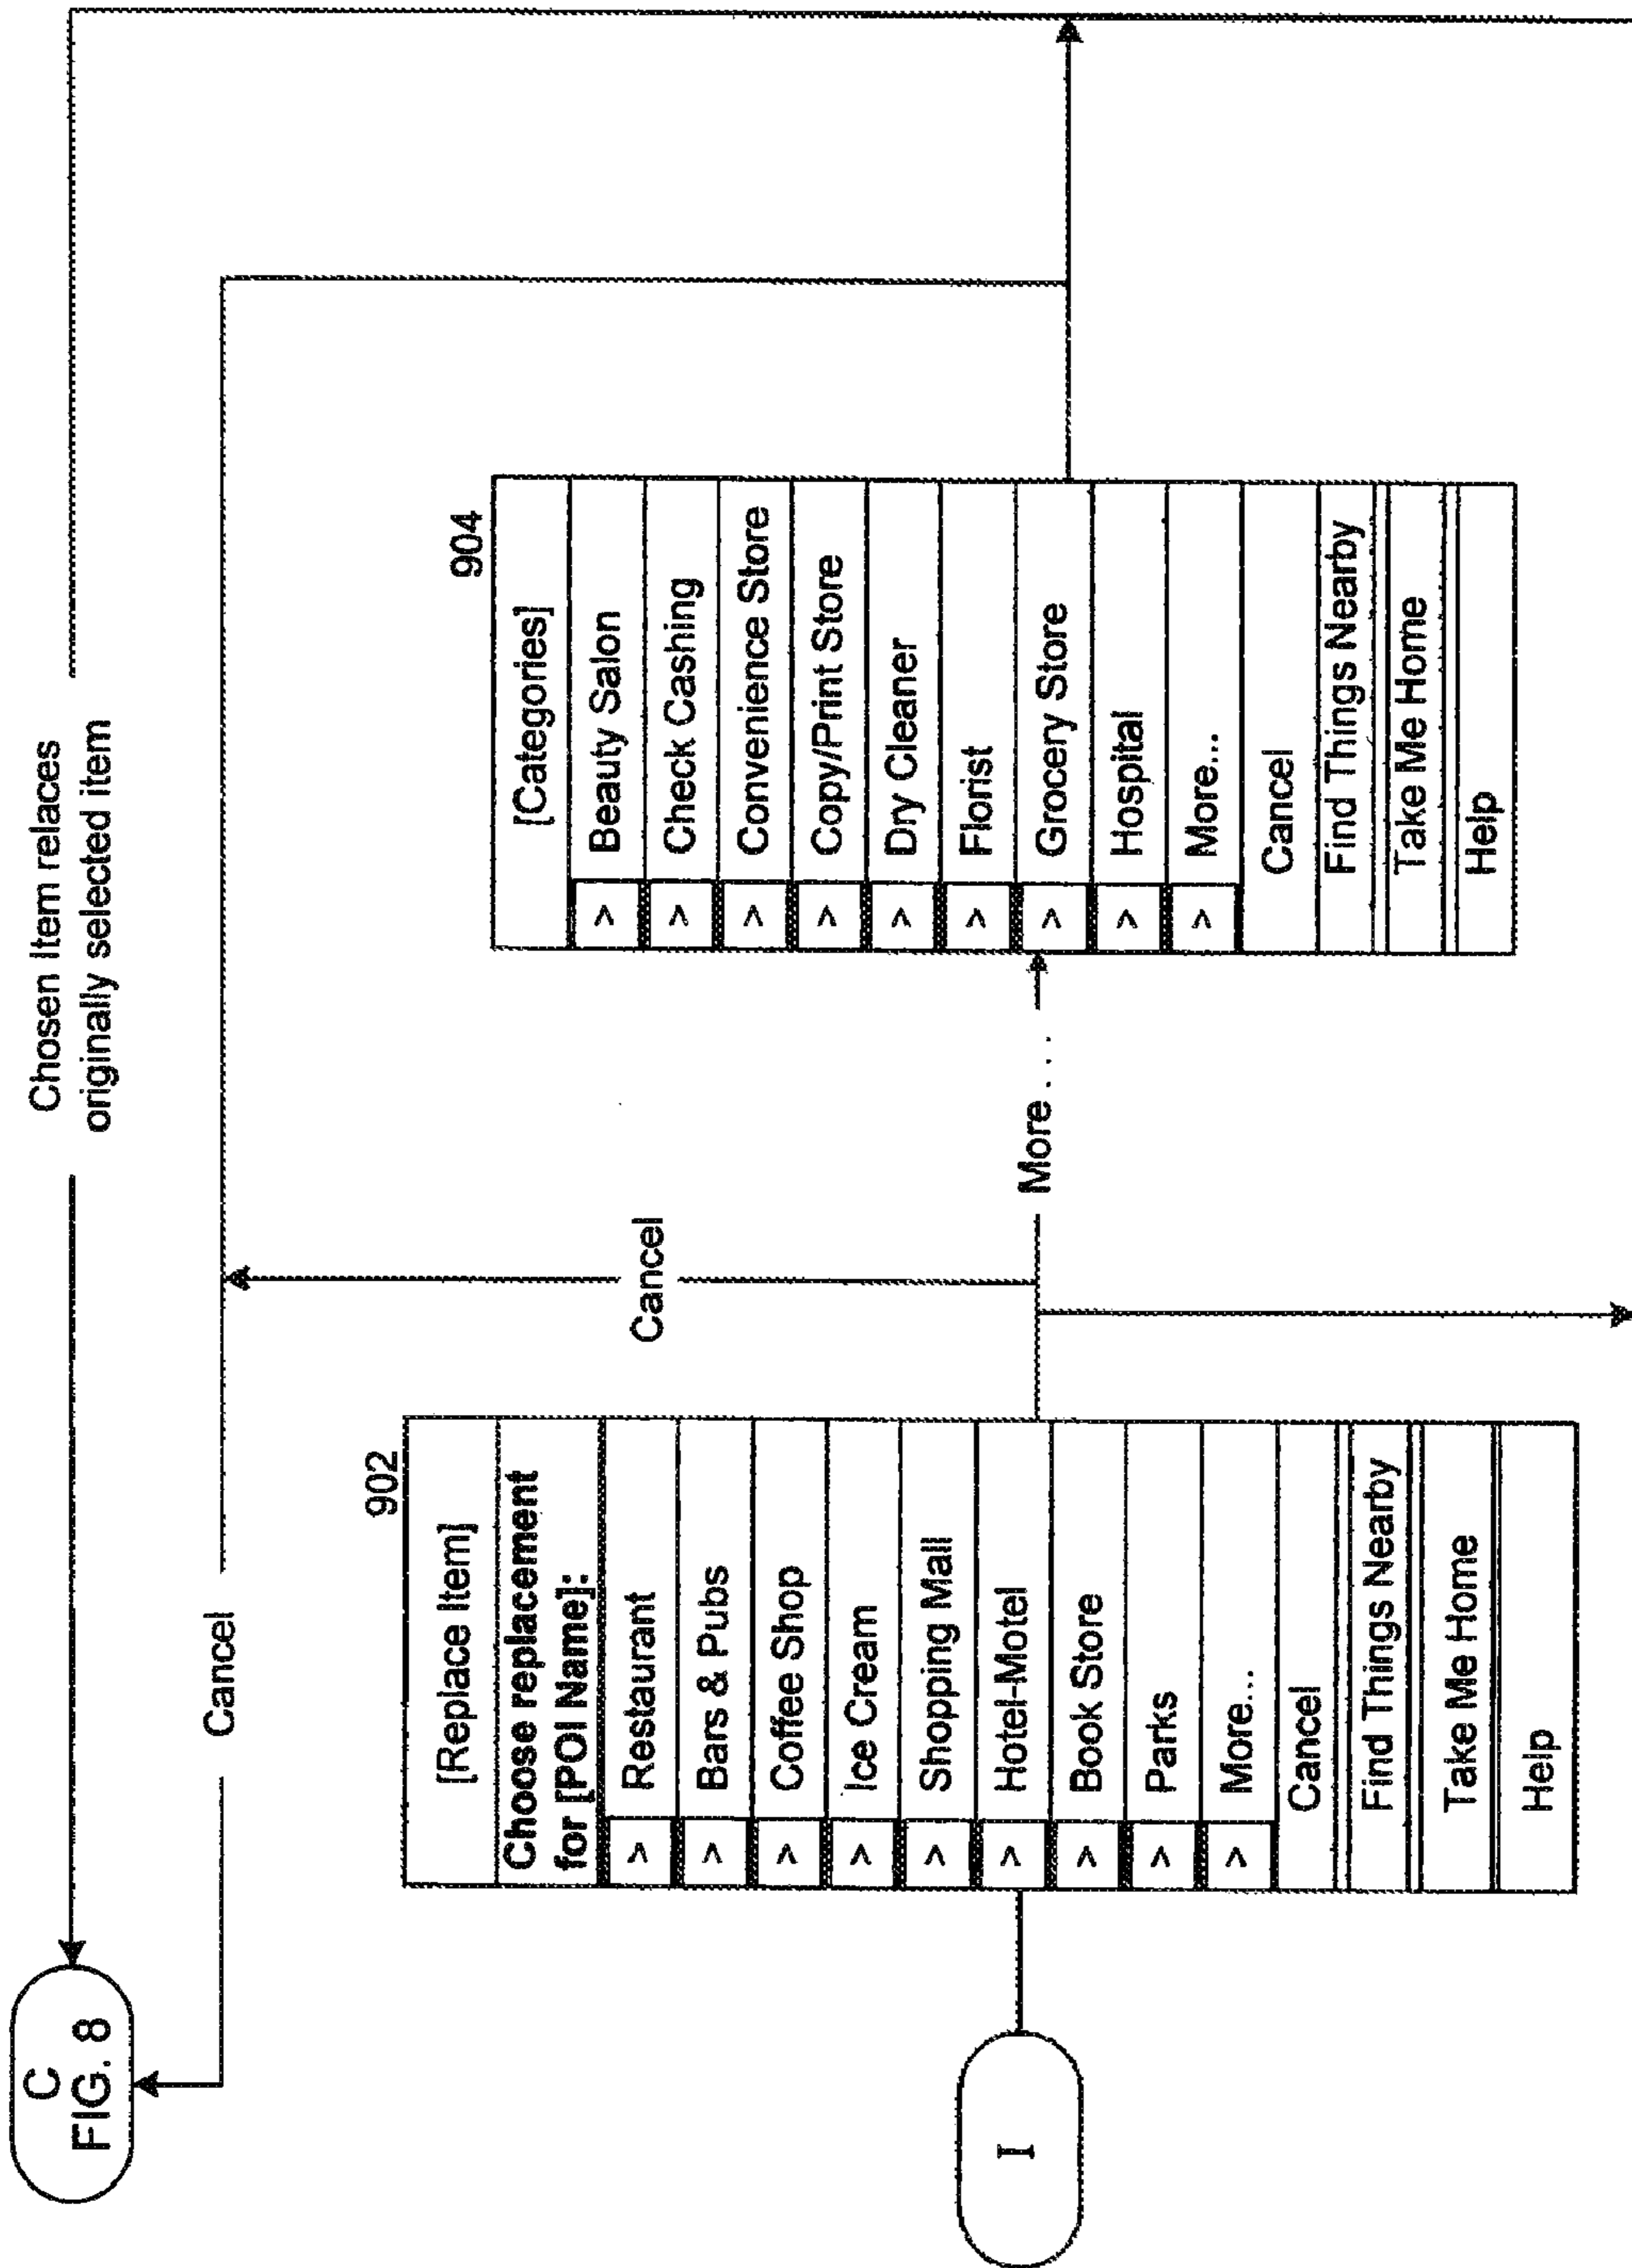 C
FIG. 8
Chosen Item relaces
originally selected item
Cancel
Cancel
I
902
[Replace Item]
Choose replacement
for [POI Name]:
> Restaurant
> Bars & Pubs
> Coffee Shop
> Ice Cream
> Shopping Mall
> Hotel-Motel
> Book Store
> Parks
> More...
Cancel
Find Things Nearby
Take Me Home
Help
More . . .
904
[Categories]
> Beauty Salon
> Check Cashing
> Convenience Store
> Copy/Print Store
> Dry Cleaner
> Florist
> Grocery Store
> Hospital
> More...
Cancel
Find Things Nearby
Take Me Home
Help